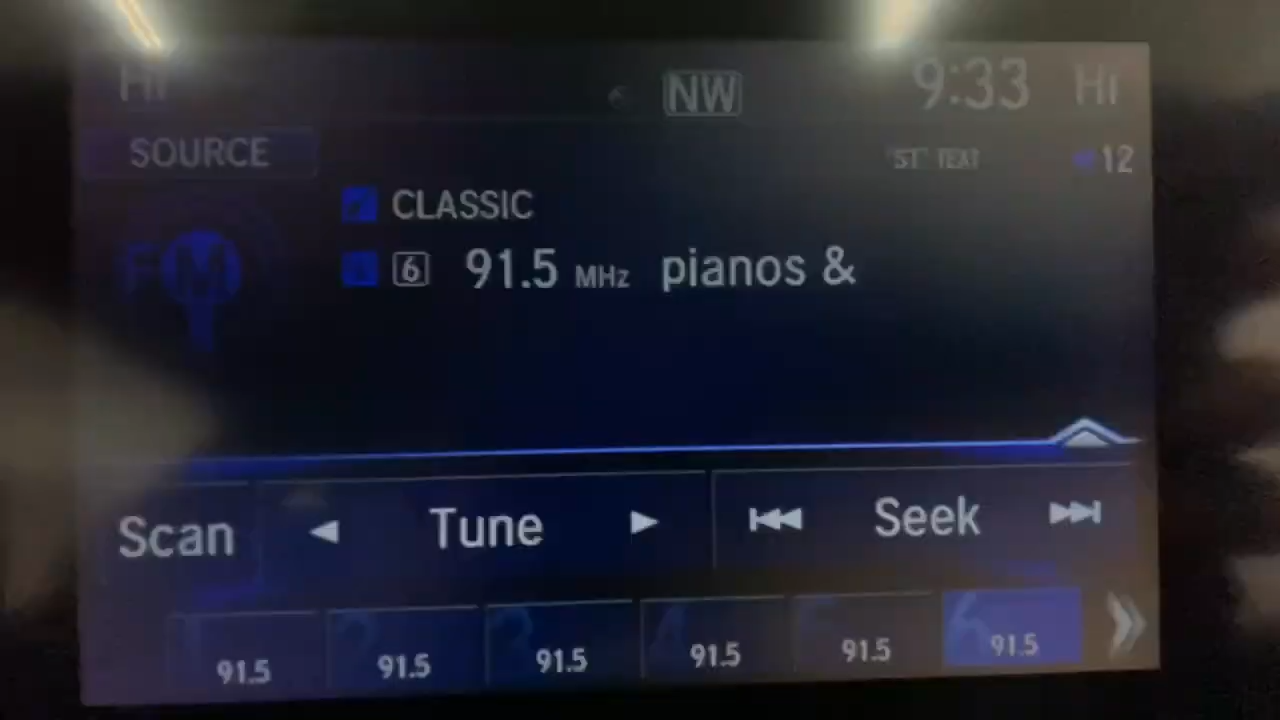 Hi NW 9:33 Hi
SOURCE ST TEXT 12
CLASSIC
FM 6 91.5 MHz pianos &
Scan Tune Seek
91.5 91.5 91.5 91.5 91.5 91.5